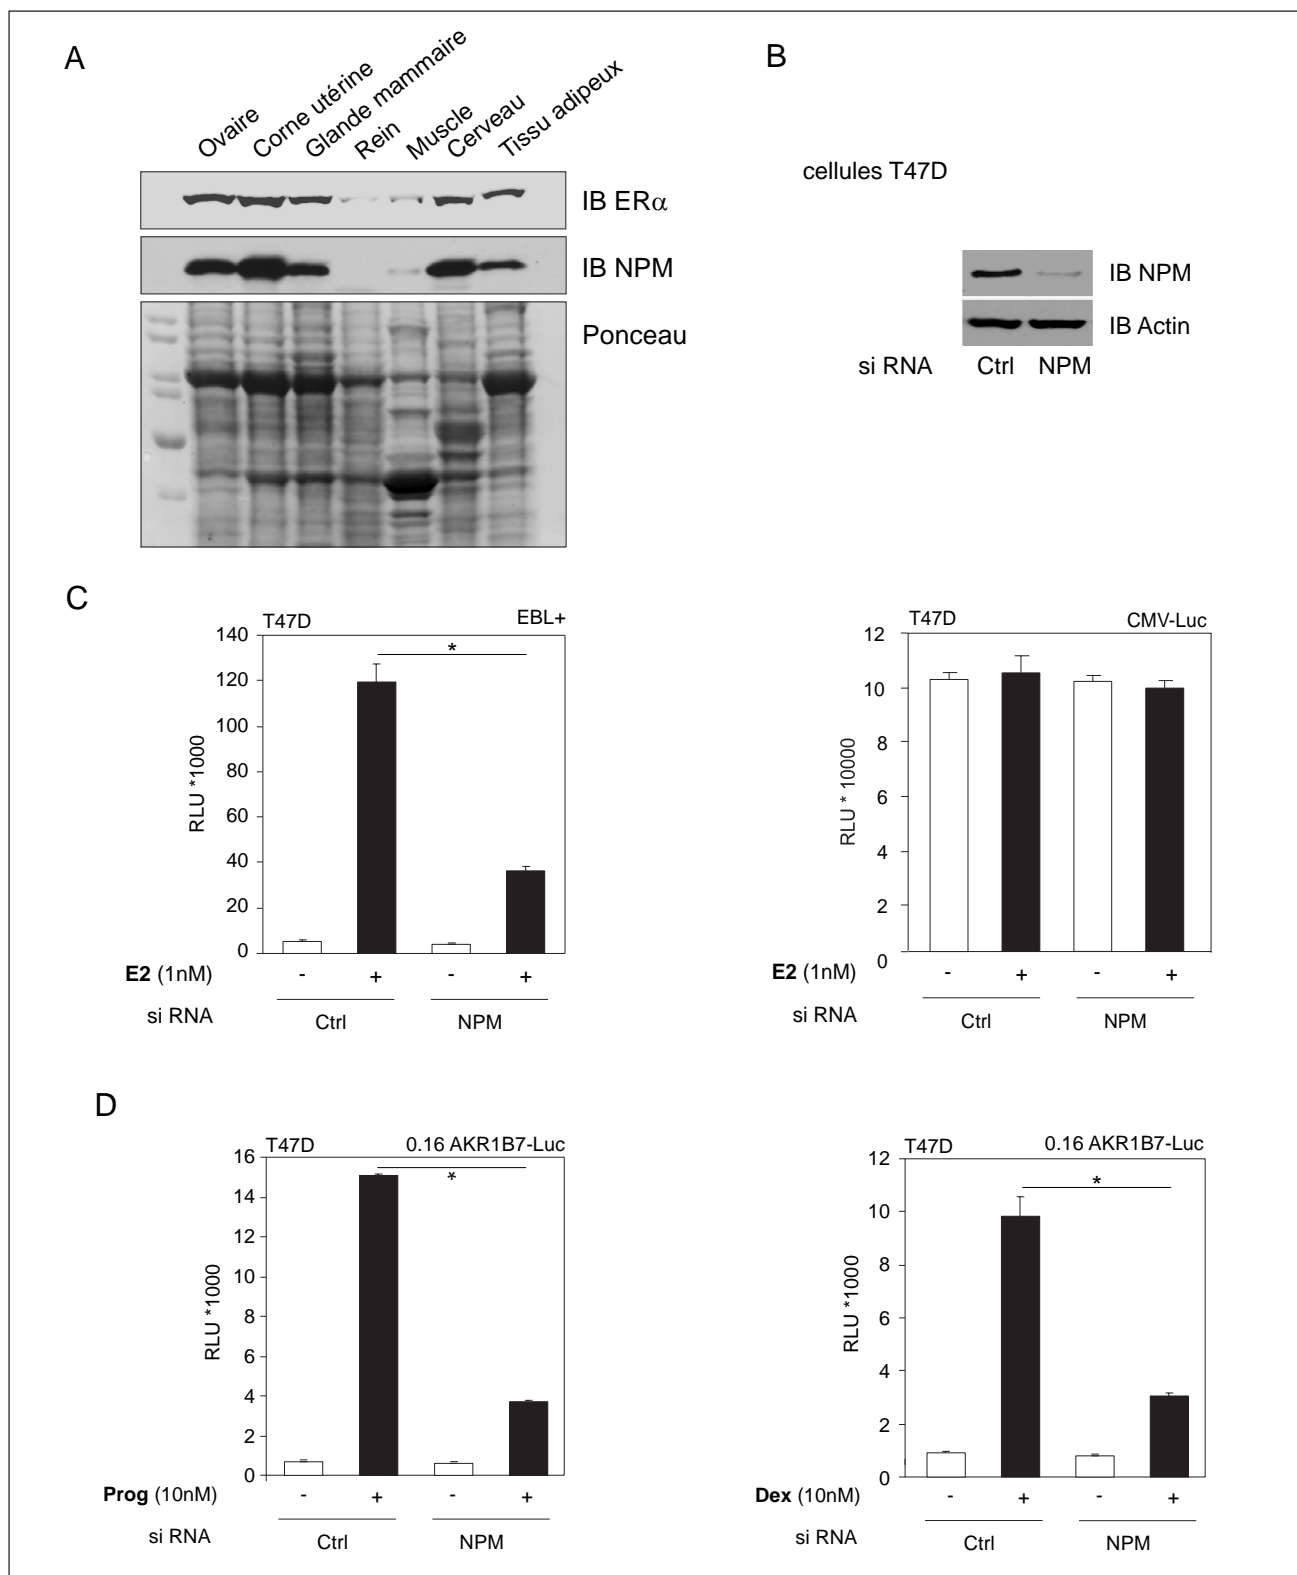 A
B
Ovaire
Corne utérine
Glande mammaire
Rein
Muscle
Cerveau
Tissu adipeux
IB ERα
IB NPM
Ponceau
cellules T47D
IB NPM
IB Actin
si RNA Ctrl NPM
C
T47D EBL+
140
120
100
80
60
40
20
0
RLU *1000
*
E2 (1nM) - + - +
si RNA Ctrl NPM
T47D CMV-Luc
12
10
8
6
4
2
0
RLU * 10000
E2 (1nM) - + - +
si RNA Ctrl NPM
D
T47D 0.16 AKR1B7-Luc
16
14
12
10
8
6
4
2
0
RLU *1000
*
Prog (10nM) - + - +
si RNA Ctrl NPM
T47D 0.16 AKR1B7-Luc
12
10
8
6
4
2
0
RLU *1000
*
Dex (10nM) - + - +
si RNA Ctrl NPM